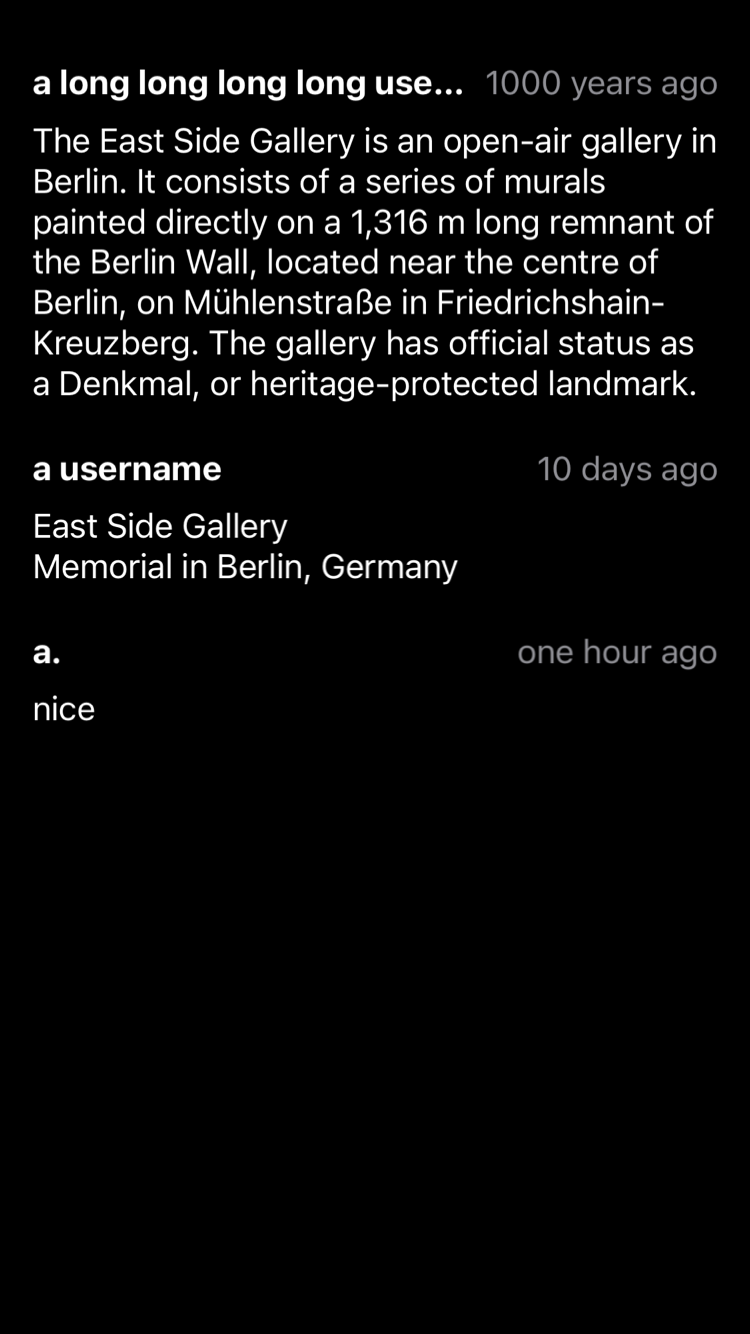 a long long long long use... 1000 years ago
The East Side Gallery is an open-air gallery in
Berlin. It consists of a series of murals
painted directly on a 1,316 m long remnant of
the Berlin Wall, located near the centre of
Berlin, on Mühlenstraße in Friedrichshain-
Kreuzberg. The gallery has official status as
a Denkmal, or heritage-protected landmark.
a username 10 days ago
East Side Gallery
Memorial in Berlin, Germany
a. one hour ago
nice